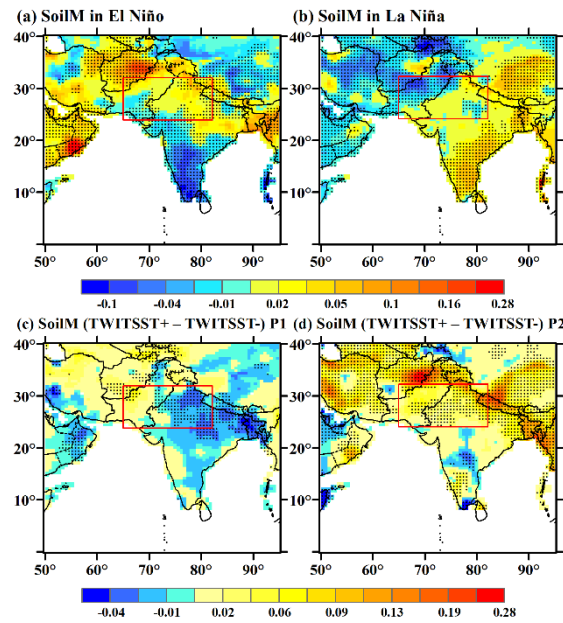 (a) SoilM in El Niño (b) SoilM in La Niña
40° 40°
30° 30°
20° 20°
10° 10°
50° 60° 70° 80° 90° 50° 60° 70° 80° 90°
-0.1 -0.04 -0.01 0.02 0.05 0.1 0.16 0.28
(c) SoilM (TWITSST+ – TWITSST-) P1 (d) SoilM (TWITSST+ – TWITSST-) P2
40° 40°
30° 30°
20° 20°
10° 10°
50° 60° 70° 80° 90° 50° 60° 70° 80° 90°
-0.04 -0.01 0.02 0.06 0.09 0.13 0.19 0.28